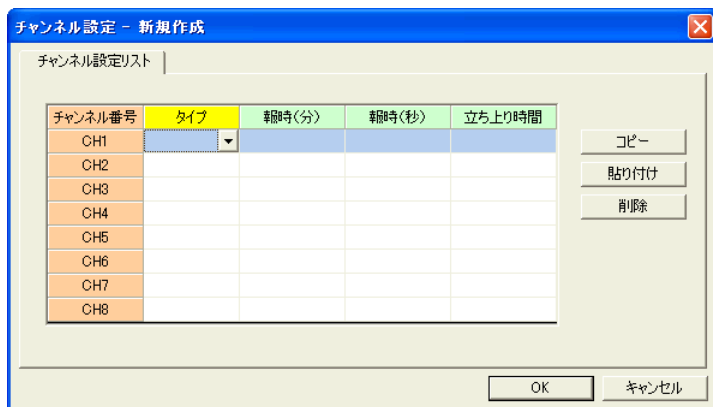 チャンネル設定 - 新規作成
チャンネル設定リスト
チャンネル番号 タイプ 報時(分) 報時(秒) 立ち上り時間
CH1
CH2
CH3
CH4
CH5
CH6
CH7
CH8
コピー
貼り付け
削除
OK キャンセル